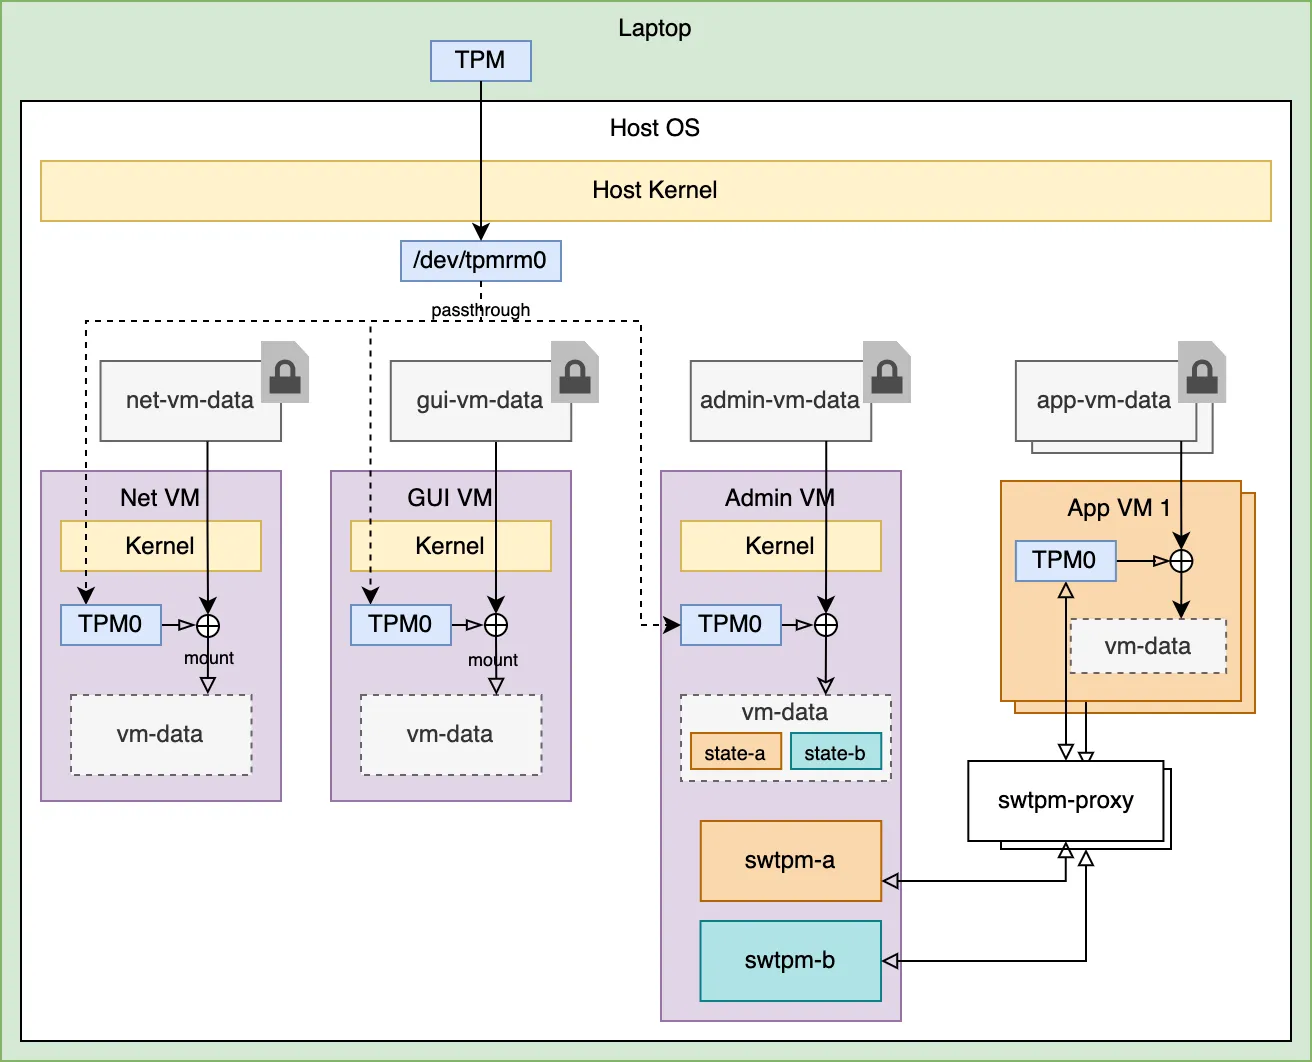 Laptop
TPM
Host OS
Host Kernel
/dev/tpmrm0
passthrough
net-vm-data
gui-vm-data
admin-vm-data
app-vm-data
Net VM
GUI VM
Admin VM
App VM 1
Kernel
Kernel
Kernel
TPM0
TPM0
TPM0
TPM0
mount
mount
vm-data
vm-data
vm-data
vm-data
state-a
state-b
swtpm-proxy
swtpm-a
swtpm-b